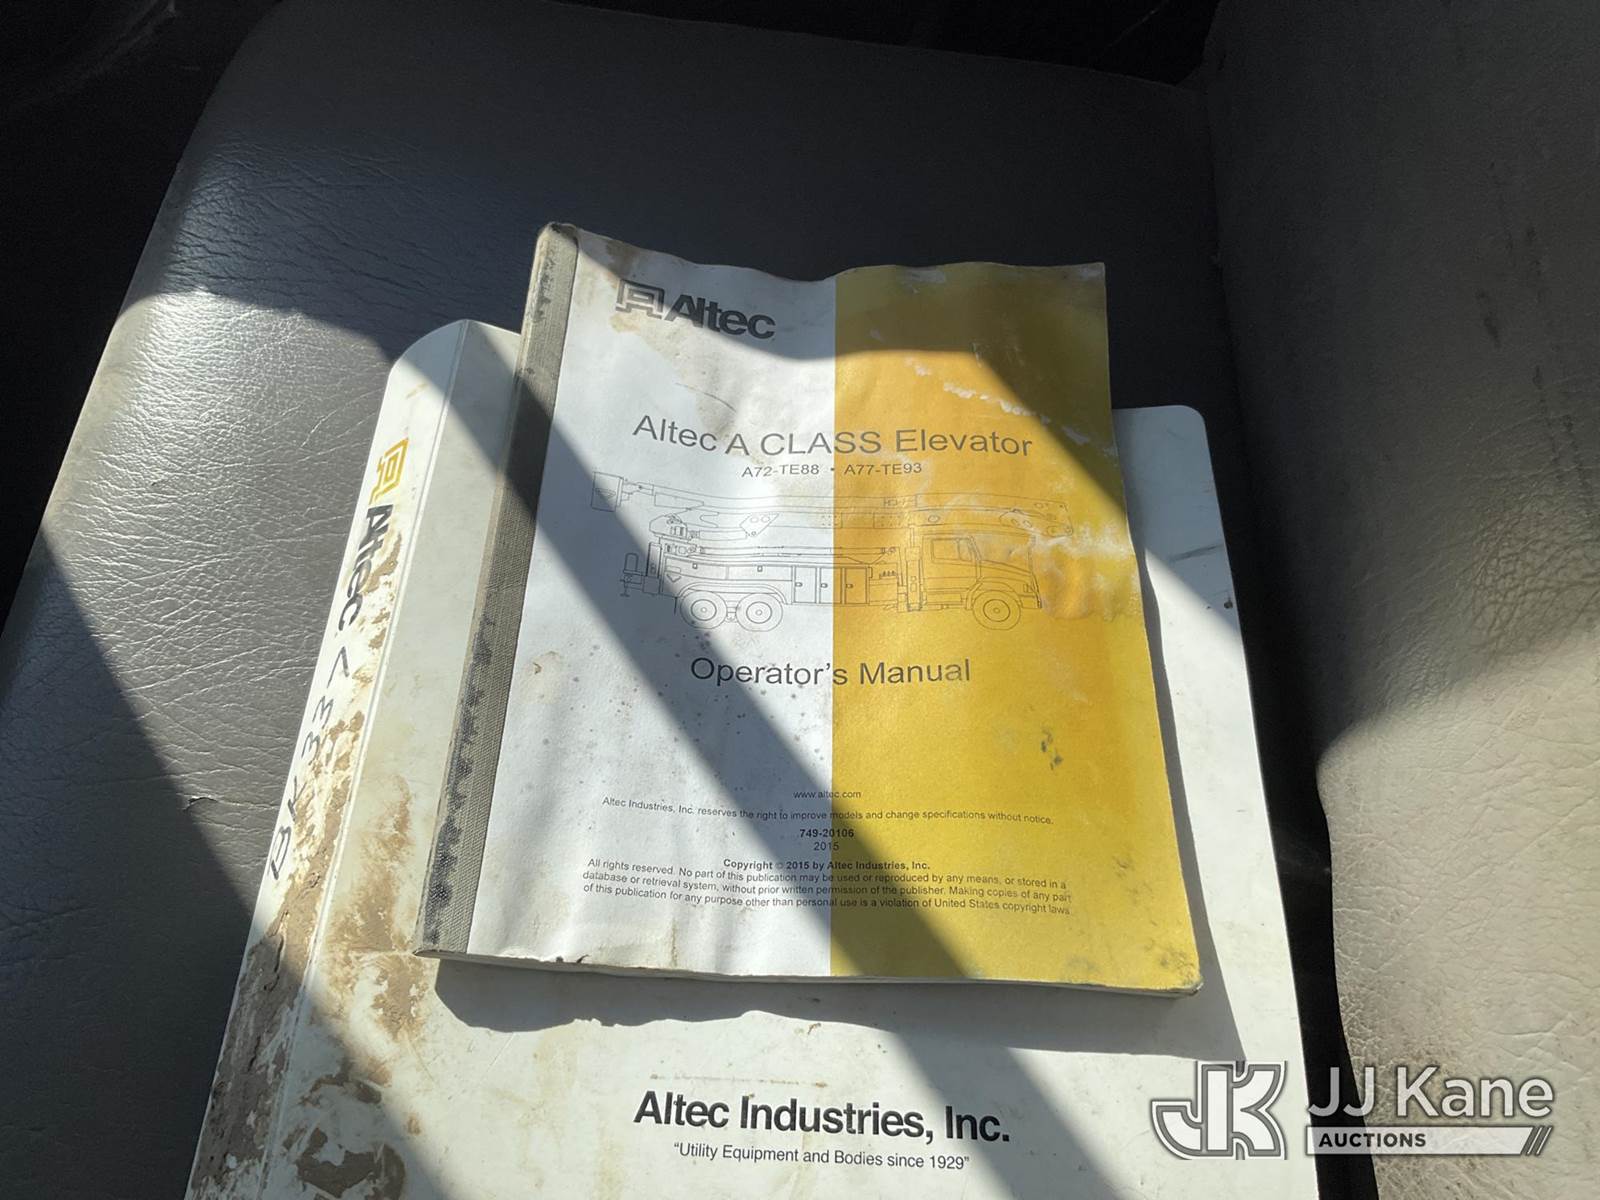 Altec
Altec A CLASS Elevator
A72-TE88 • A77-TE93
Operator's Manual
www.altec.com
Altec Industries, Inc. reserves the right to improve models and change specifications without notice.
749-20106
2015
Copyright © 2015 by Altec Industries, Inc.
All rights reserved. No part of this publication may be used or reproduced by any means, or stored in a
database or retrieval system, without prior written permission of the publisher. Making copies of any part
of this publication for any purpose other than personal use is a violation of United States copyright laws.
Altec
Altec Industries, Inc.
"Utility Equipment and Bodies since 1929"
JJ Kane
AUCTIONS